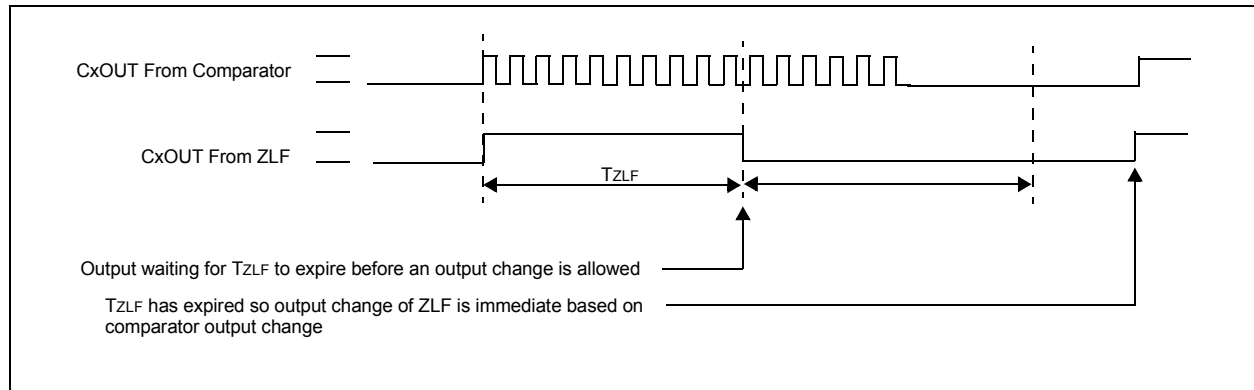 CxOUT From Comparator
CxOUT From ZLF
TZLF
Output waiting for TZLF to expire before an output change is allowed
TZLF has expired so output change of ZLF is immediate based on
comparator output change